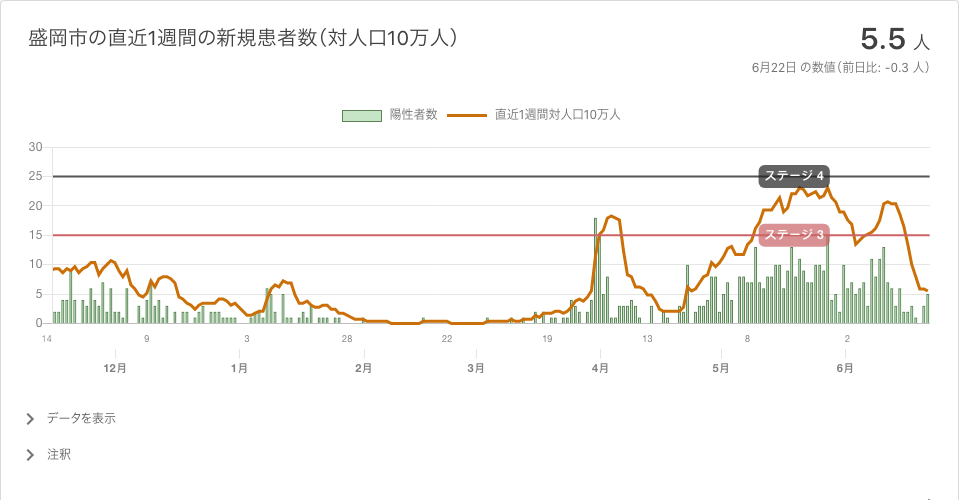 盛岡市の直近1週間の新規患者数（対人口10万人）
5.5 人
6月22日 の数値（前日比: -0.3 人）
陽性者数 直近1週間対人口10万人
30
25
ステージ 4
20
15
ステージ 3
10
5
0
14 9 3 28 22 19 13 8 2 14
12月 1月 2月 3月 4月 5月 6月
データを表示
注釈